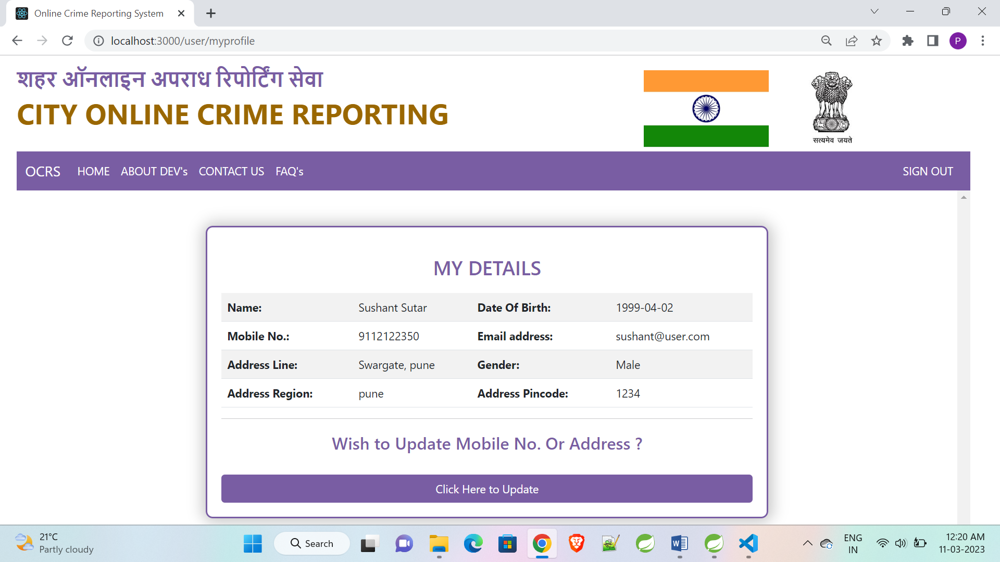 Online Crime Reporting System
localhost:3000/user/myprofile
P
शहर ऑनलाइन अपराध रिपोर्टिंग सेवा
CITY ONLINE CRIME REPORTING
सत्यमेव जयते
OCRS HOME ABOUT DEV's CONTACT US FAQ's SIGN OUT
MY DETAILS
Name: Sushant Sutar Date Of Birth: 1999-04-02
Mobile No.: 9112122350 Email address: sushant@user.com
Address Line: Swargate, pune Gender: Male
Address Region: pune Address Pincode: 1234
Wish to Update Mobile No. Or Address ?
Click Here to Update
21°C
Partly cloudy
Search
ENG
IN
12:20 AM
11-03-2023